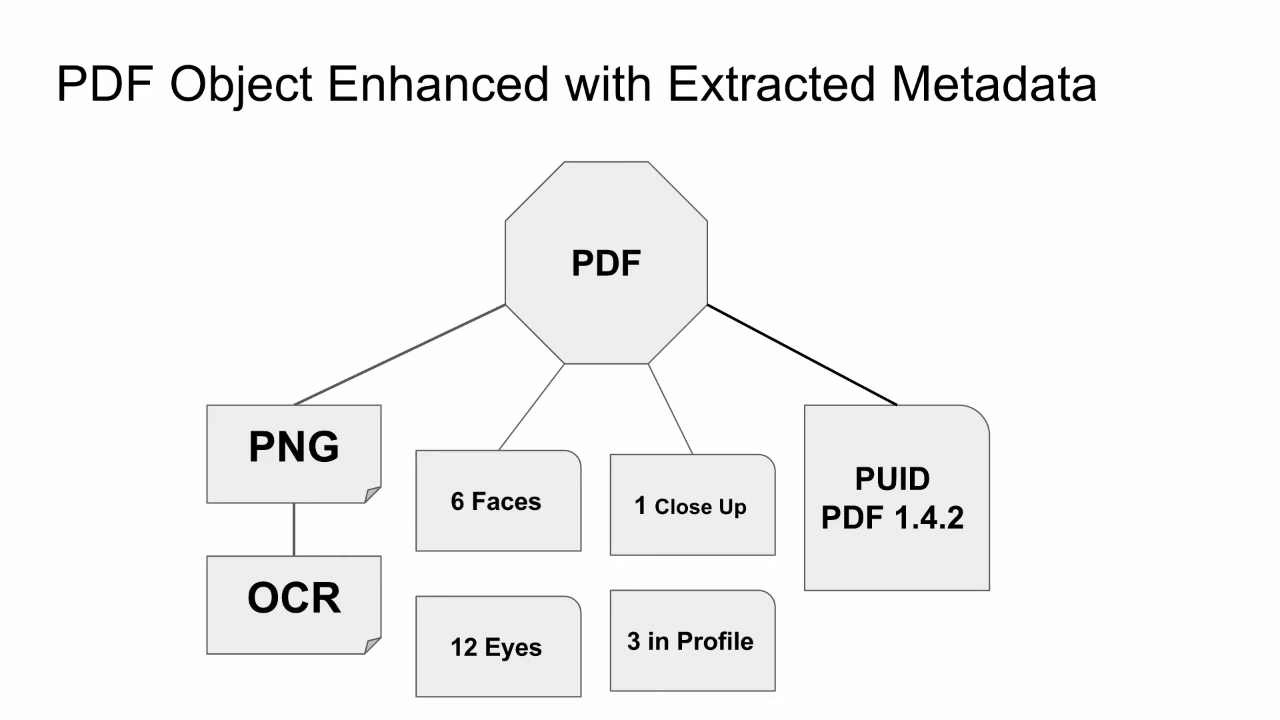 PDF Object Enhanced with Extracted Metadata
PDF
PNG
OCR
6 Faces
12 Eyes
1 Close Up
3 in Profile
PUID
PDF 1.4.2